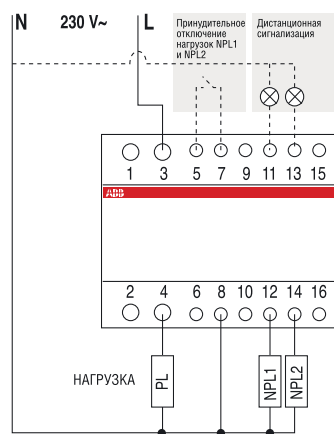 N 230 V~ L
Принудительное
отключение
нагрузок NPL1
и NPL2
Дистанционная
сигнализация
1 3 5 7 9 11 13 15
ABB
2 4 6 8 10 12 14 16
НАГРУЗКА PL NPL1 NPL2